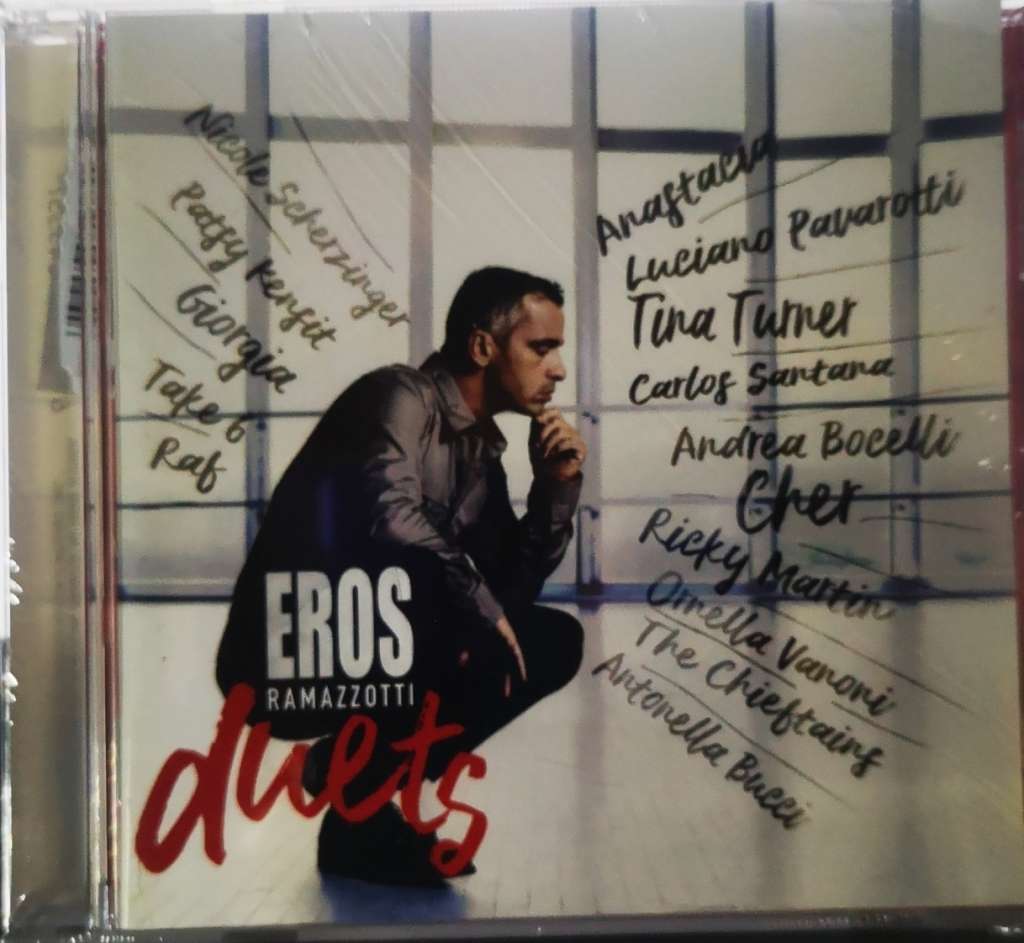 Nicole Scherzinger
Patsy Kensit
Giorgia
Take 6
Raf
Anastacia
Luciano Pavarotti
Tina Turner
Carlos Santana
Andrea Bocelli
Cher
Ricky Martin
Ornella Vanoni
The Chieftains
Antonella Bucci
EROS
RAMAZZOTTI
duets